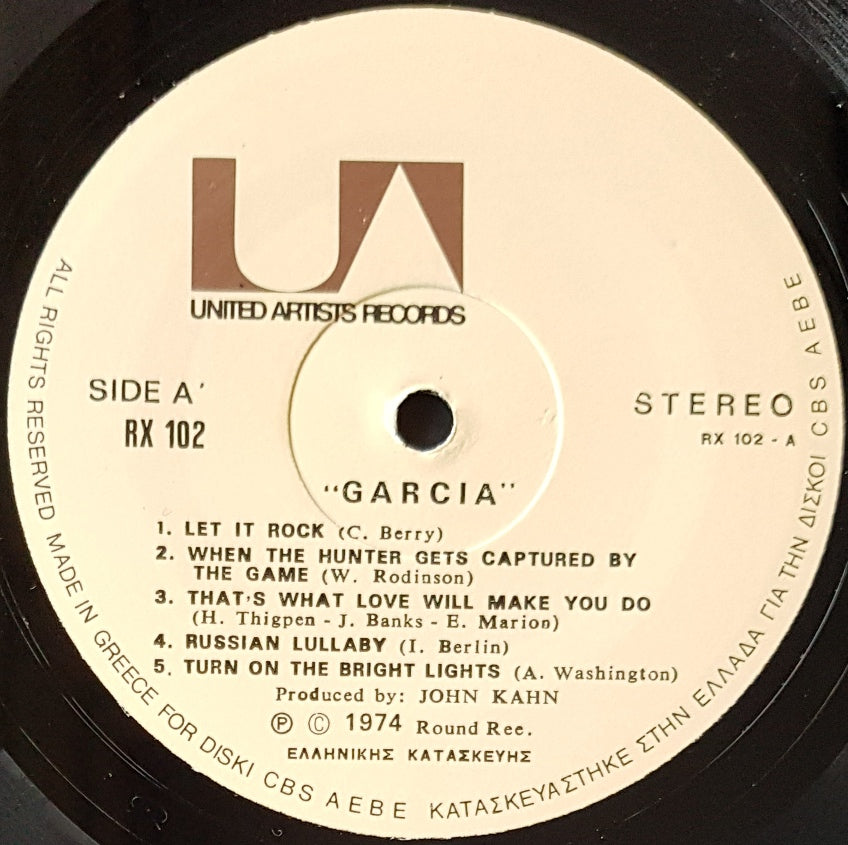 UNITED ARTISTS RECORDS
SIDE A'
RX 102
STEREO
RX 102 - A
"GARCIA"
1. LET IT ROCK (C. Berry)
2. WHEN THE HUNTER GETS CAPTURED BY
THE GAME (W. Rodinson)
3. THAT'S WHAT LOVE WILL MAKE YOU DO
(H. Thigpen - J. Banks - E. Marion)
4. RUSSIAN LULLABY (I. Berlin)
5. TURN ON THE BRIGHT LIGHTS (A. Washington)
Produced by: JOHN KAHN
Ⓟ © 1974 Round Ree.
ΕΛΛΗΝΙΚΗΣ ΚΑΤΑΣΚΕΥΗΣ
ALL RIGHTS RESERVED MADE IN GREECE FOR DISKI CBS A E B E ΚΑΤΑΣΚΕΥΑΣΤΗΚΕ ΣΤΗΝ ΕΛΛΑΔΑ ΓΙΑ ΤΗΝ ΔΙΣΚΟΙ CBS A E B E